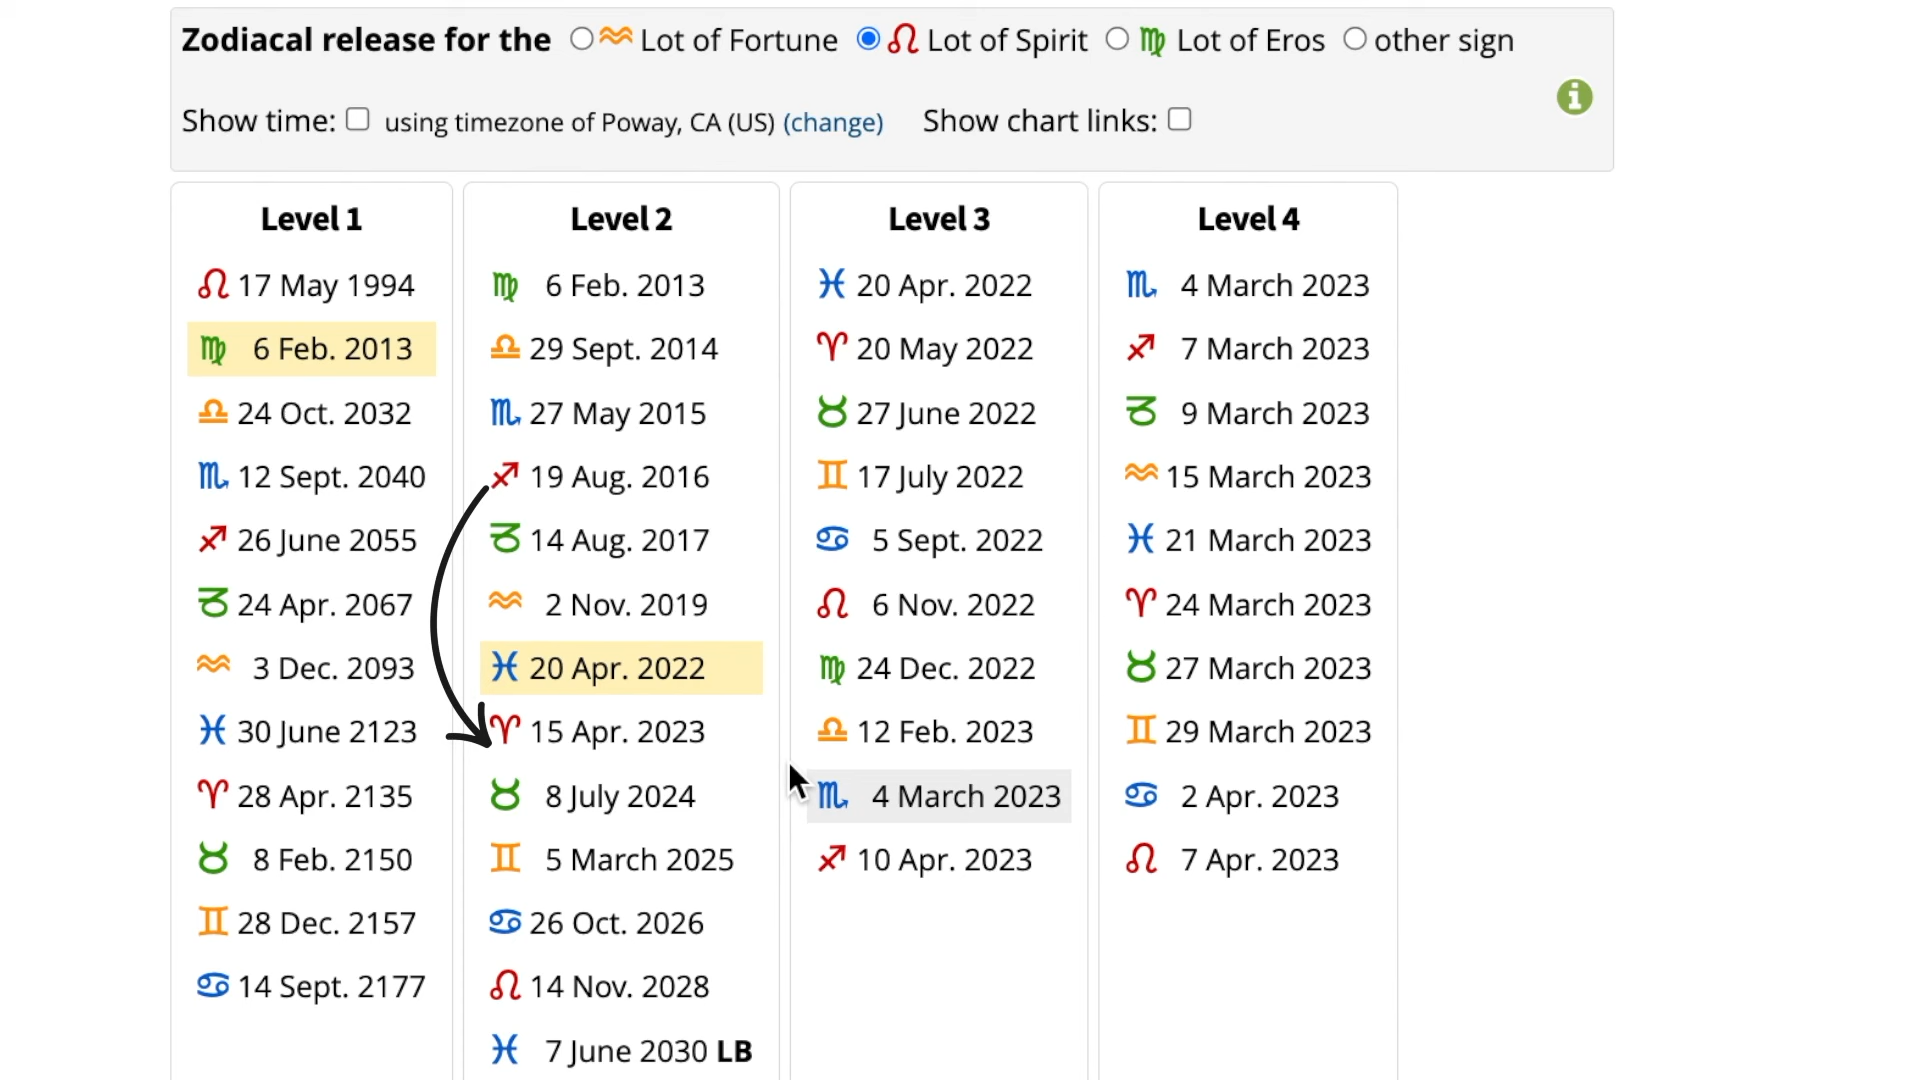 Zodiacal release for the ♒ Lot of Fortune ♌ Lot of Spirit ♍ Lot of Eros other sign
Show time: using timezone of Poway, CA (US) (change) Show chart links:
Level 1
♌ 17 May 1994
♍ 6 Feb. 2013
♎ 24 Oct. 2032
♏ 12 Sept. 2040
♐ 26 June 2055
♑ 24 Apr. 2067
♒ 3 Dec. 2093
♓ 30 June 2123
♈ 28 Apr. 2135
♉ 8 Feb. 2150
♊ 28 Dec. 2157
♋ 14 Sept. 2177
Level 2
♍ 6 Feb. 2013
♎ 29 Sept. 2014
♏ 27 May 2015
♐ 19 Aug. 2016
♑ 14 Aug. 2017
♒ 2 Nov. 2019
♓ 20 Apr. 2022
♈ 15 Apr. 2023
♉ 8 July 2024
♊ 5 March 2025
♋ 26 Oct. 2026
♌ 14 Nov. 2028
♓ 7 June 2030 LB
Level 3
♓ 20 Apr. 2022
♈ 20 May 2022
♉ 27 June 2022
♊ 17 July 2022
♋ 5 Sept. 2022
♌ 6 Nov. 2022
♍ 24 Dec. 2022
♎ 12 Feb. 2023
♏ 4 March 2023
♐ 10 Apr. 2023
Level 4
♏ 4 March 2023
♐ 7 March 2023
♑ 9 March 2023
♒ 15 March 2023
♓ 21 March 2023
♈ 24 March 2023
♉ 27 March 2023
♊ 29 March 2023
♋ 2 Apr. 2023
♌ 7 Apr. 2023